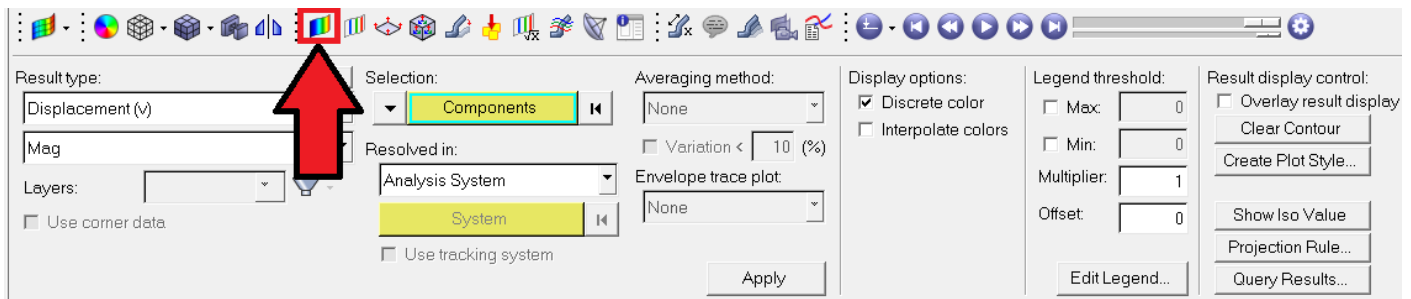 Result type:
Displacement (v)
Mag
Layers:
Use corner data
Selection:
Components
Resolved in:
Analysis System
System
Use tracking system
Averaging method:
None
Variation < 10 (%)
Envelope trace plot:
None
Apply
Display options:
Discrete color
Interpolate colors
Legend threshold:
Max: 0
Min: 0
Multiplier: 1
Offset: 0
Edit Legend...
Result display control:
Overlay result display
Clear Contour
Create Plot Style...
Show Iso Value
Projection Rule...
Query Results...